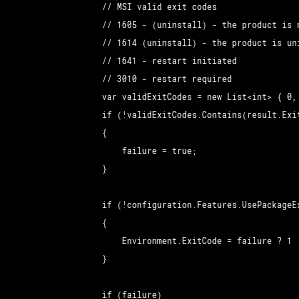 // MSI valid exit codes
// 1605 - (uninstall) - the product is
// 1614 (uninstall) - the product is
// 1641 - restart initiated
// 3010 - restart required
var validExitCodes = new List<int> { 0,
if (!validExitCodes.Contains(result.Exit
{
failure = true;
}
if (!configuration.Features.UsePackageEx
{
Environment.ExitCode = failure ? 1
}
if (failure)